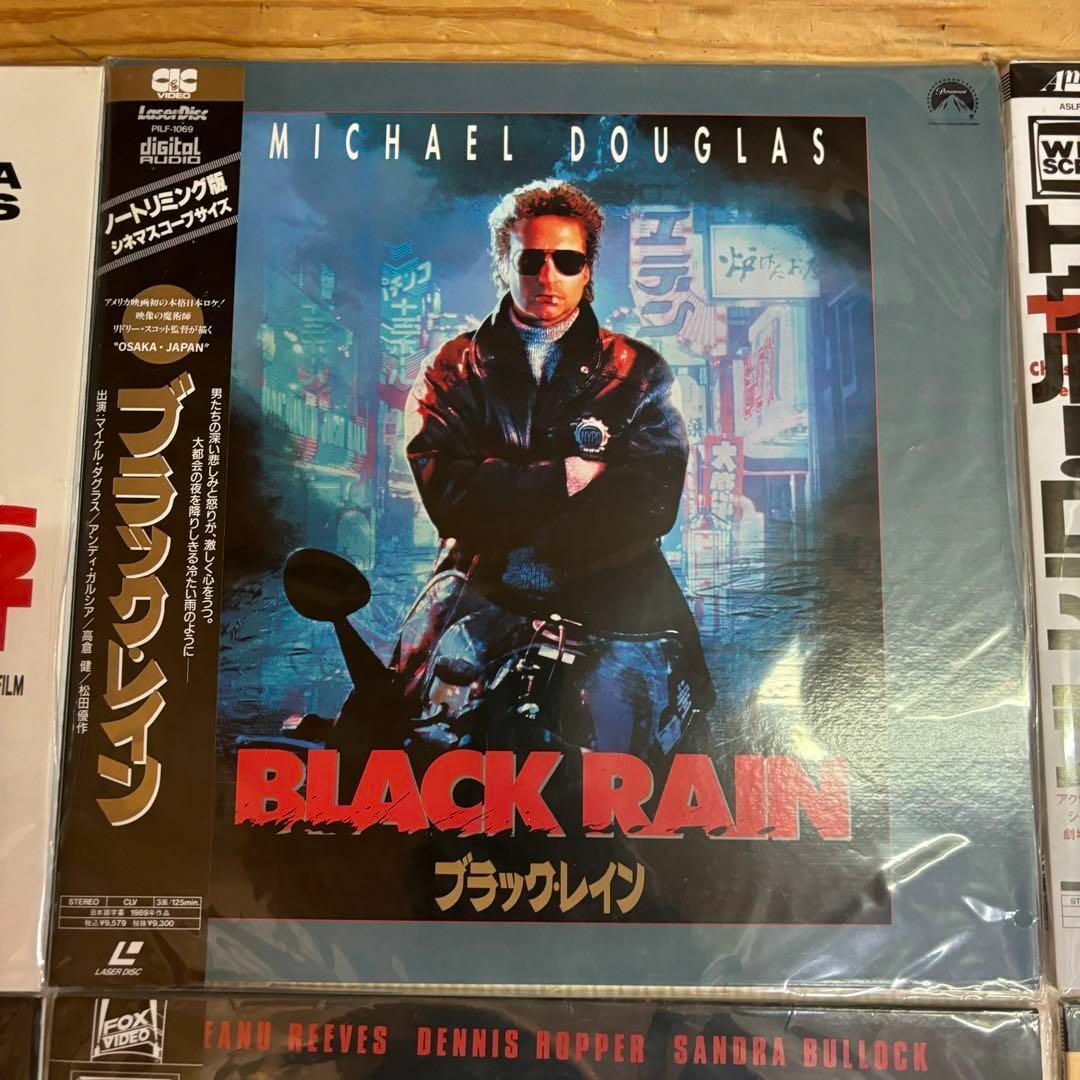 CIC
VIDEO
LaserDisc
PILF-1069
digital
AUDIO
ノートリミング版
シネマスコープサイズ
アメリカ映画初の本格日本ロケ!
映像の魔術師
リドリー・スコット監督が描く
"OSAKA・JAPAN"
ブラック・レイン
男たちの深い悲しみと怒りが、激しく心をうつ。
大都会の夜を降りしきる冷たい雨のように──
出演:マイケル・ダグラス/アンディ・ガルシア/高倉 健/松田優作
STEREO CLV 3面/125min.
日本語字幕 1989年作品
税込¥9,579 税抜¥9,300
LASER DISC
Paramount
MICHAEL DOUGLAS
炉ばたお
NYPD
大
BLACK RAIN
ブラック・レイン
A
S
FILM
FOX
VIDEO
EANU REEVES DENNIS HOPPER SANDRA BULLOCK